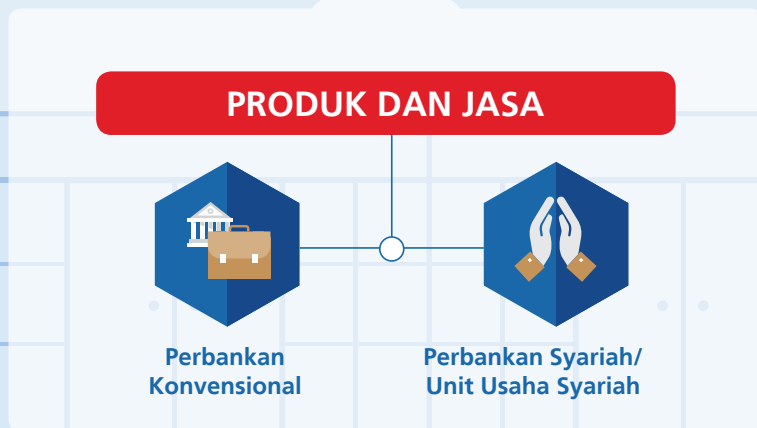 PRODUK DAN JASA
Perbankan
Konvensional
Perbankan Syariah/
Unit Usaha Syariah